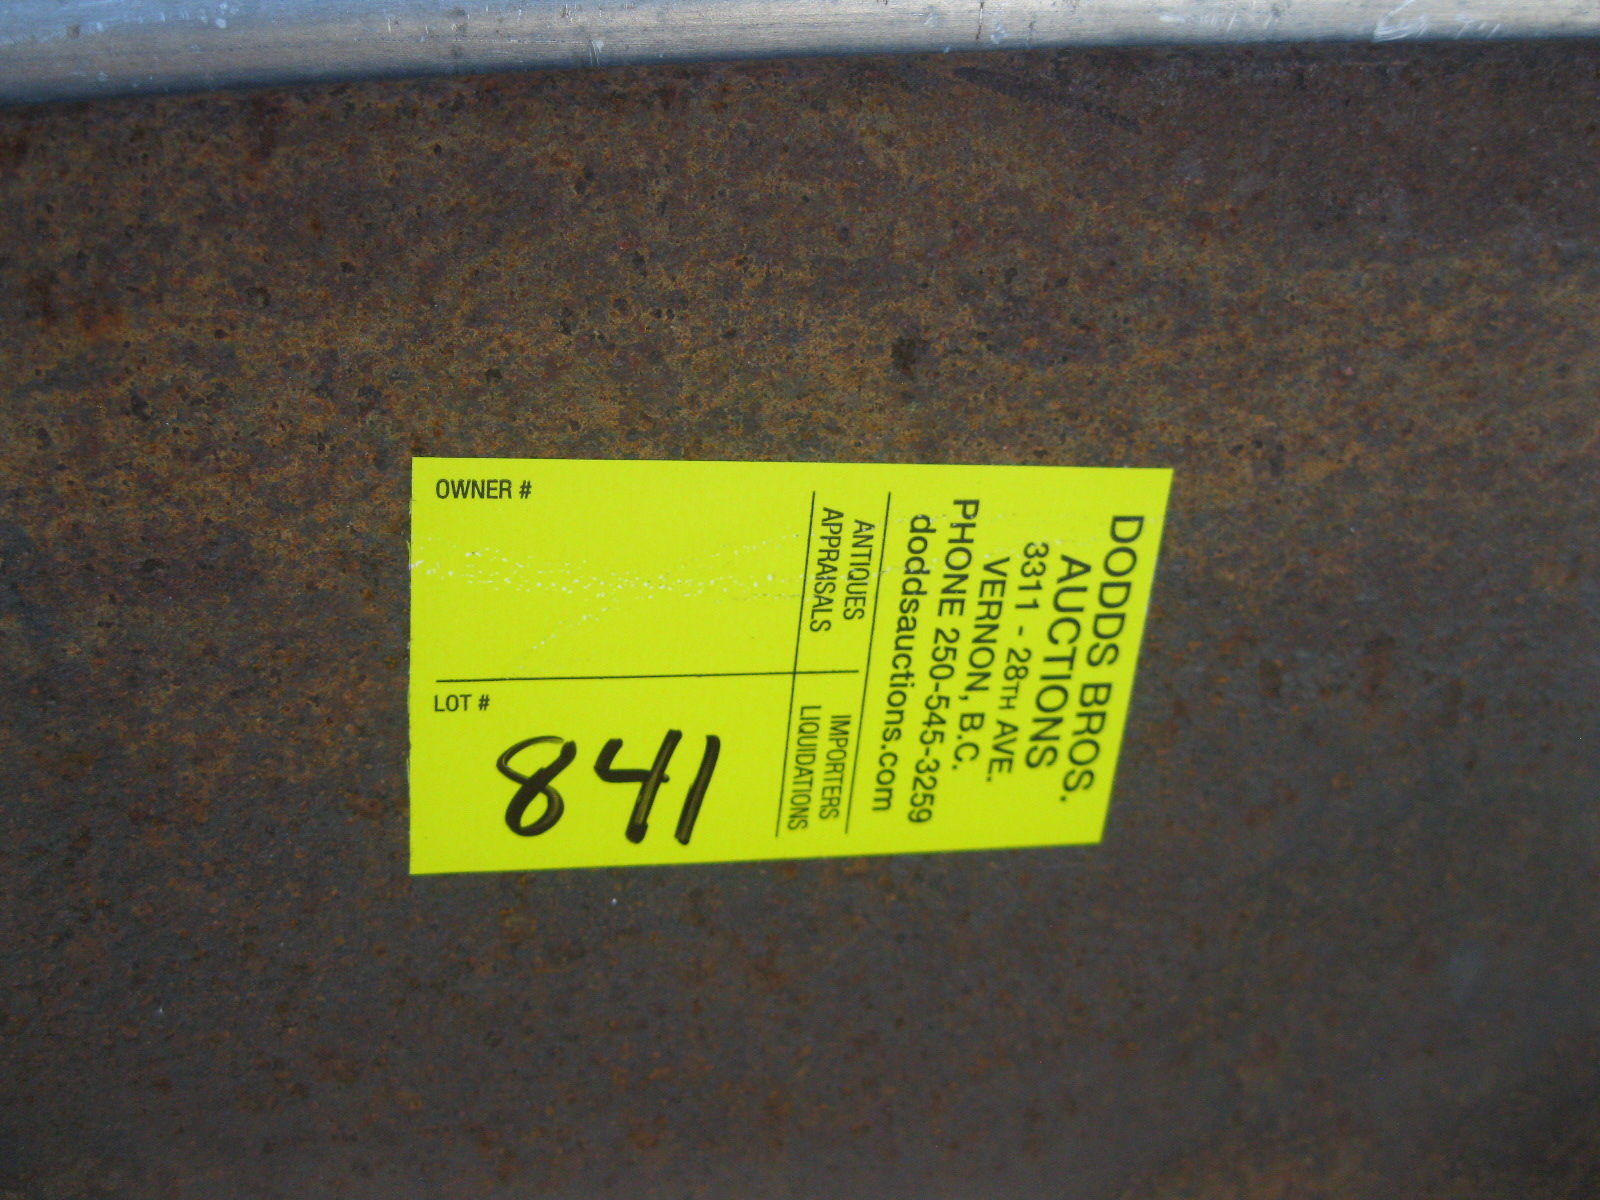 DODDS BROS.
AUCTIONS
3311 - 28TH AVE.
VERNON, B.C.
PHONE 250-545-3259
doddsauctions.com
ANTIQUES
APPRAISALS
IMPORTERS
LIQUIDATIONS
OWNER #
LOT #
841